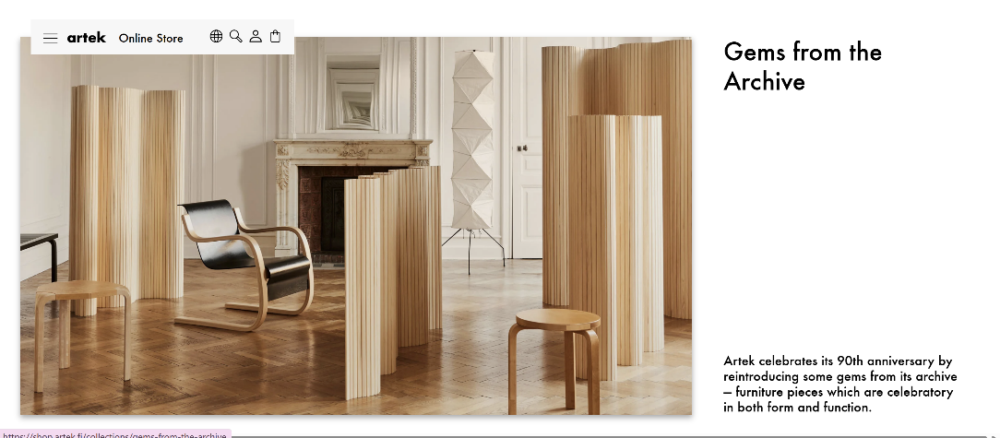 artek Online Store
Gems from the
Archive
Artek celebrates its 90th anniversary by
reintroducing some gems from its archive
– furniture pieces which are celebratory
in both form and function.
https://shop.artek.fi/collections/gems-from-the-archive